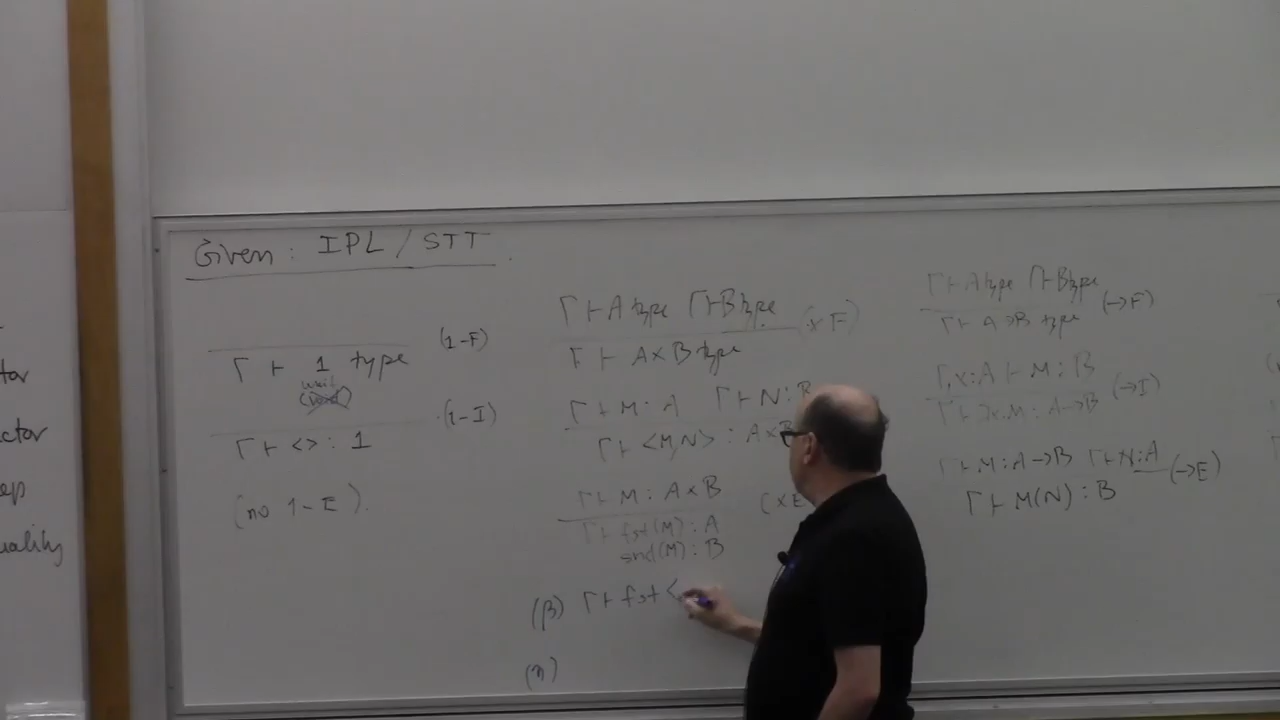 Given: IPL / STT
Γ ⊢ 1 type (1-F)
unit
Γ ⊢ <> : 1 (1-I)
(no 1-E).
Γ ⊢ A type Γ ⊢ B type
(× F)
Γ ⊢ A × B type
Γ ⊢ M : A Γ ⊢ N : B
Γ ⊢ <M,N> : A × B
Γ ⊢ M : A × B
(× E
Γ ⊢ fst(M) : A
snd(M) : B
(β) Γ ⊢ fst <
(η)
Γ ⊢ A type Γ ⊢ B type
(→F)
Γ ⊢ A → B type
Γ, x:A ⊢ M : B
(→I)
Γ ⊢ λx.M : A → B
Γ ⊢ M : A → B Γ ⊢ N : A
(→E)
Γ ⊢ M(N) : B
tor
ctor
ep
uality